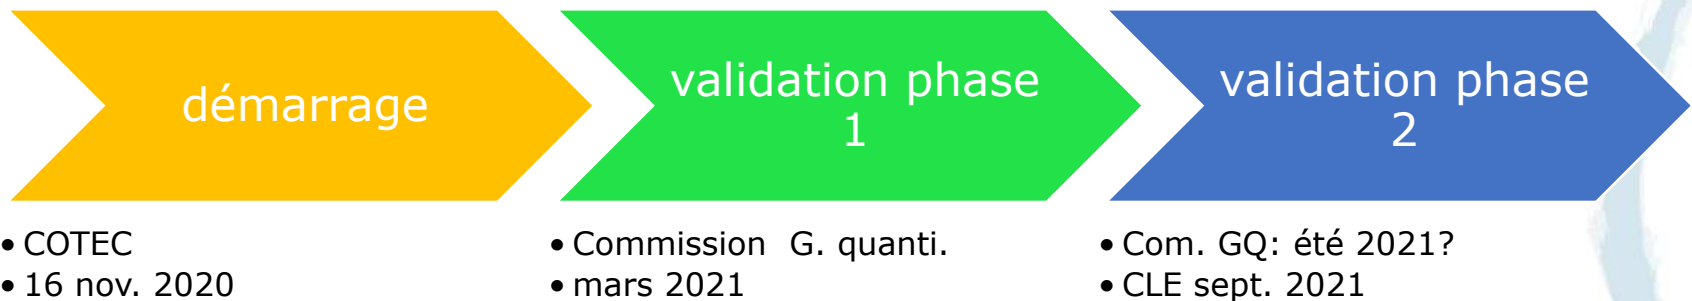 démarrage
validation phase
1
validation phase
2
• COTEC
• 16 nov. 2020
• Commission G. quanti.
• mars 2021
• Com. GQ: été 2021?
• CLE sept. 2021